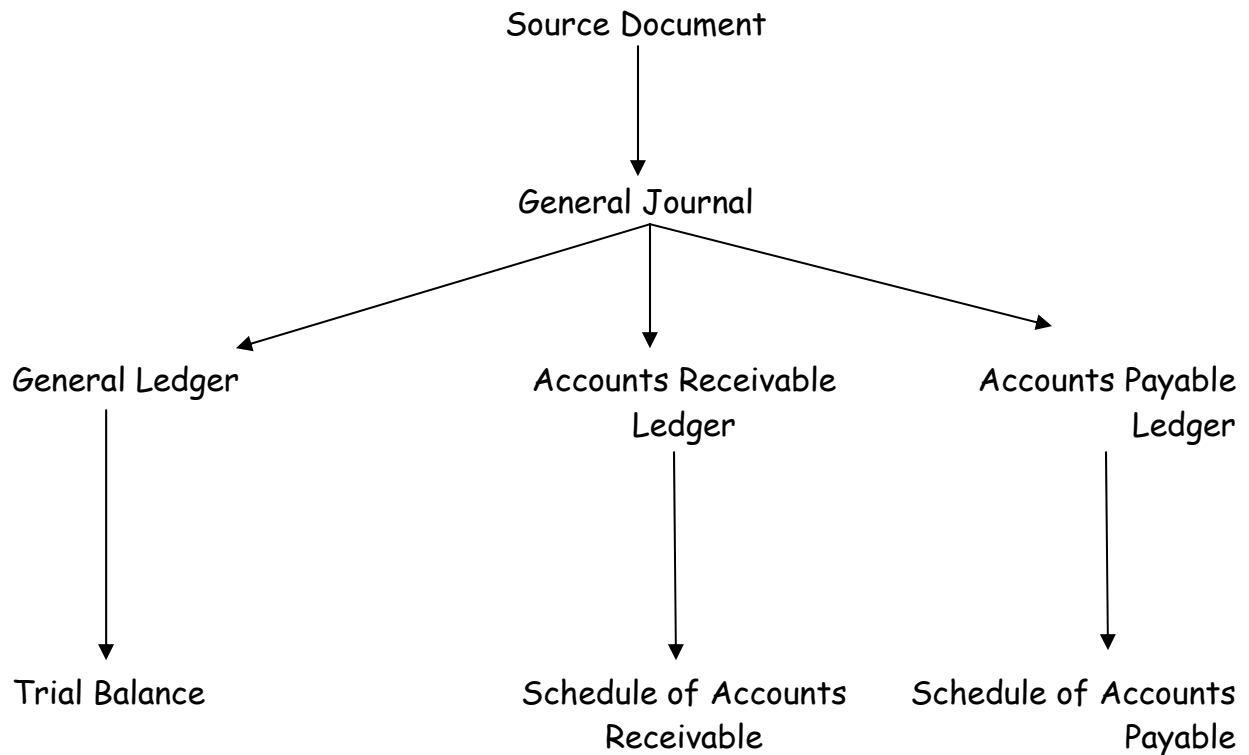 Source Document
General Journal
General Ledger
Accounts Receivable
Ledger
Accounts Payable
Ledger
Trial Balance
Schedule of Accounts
Receivable
Schedule of Accounts
Payable